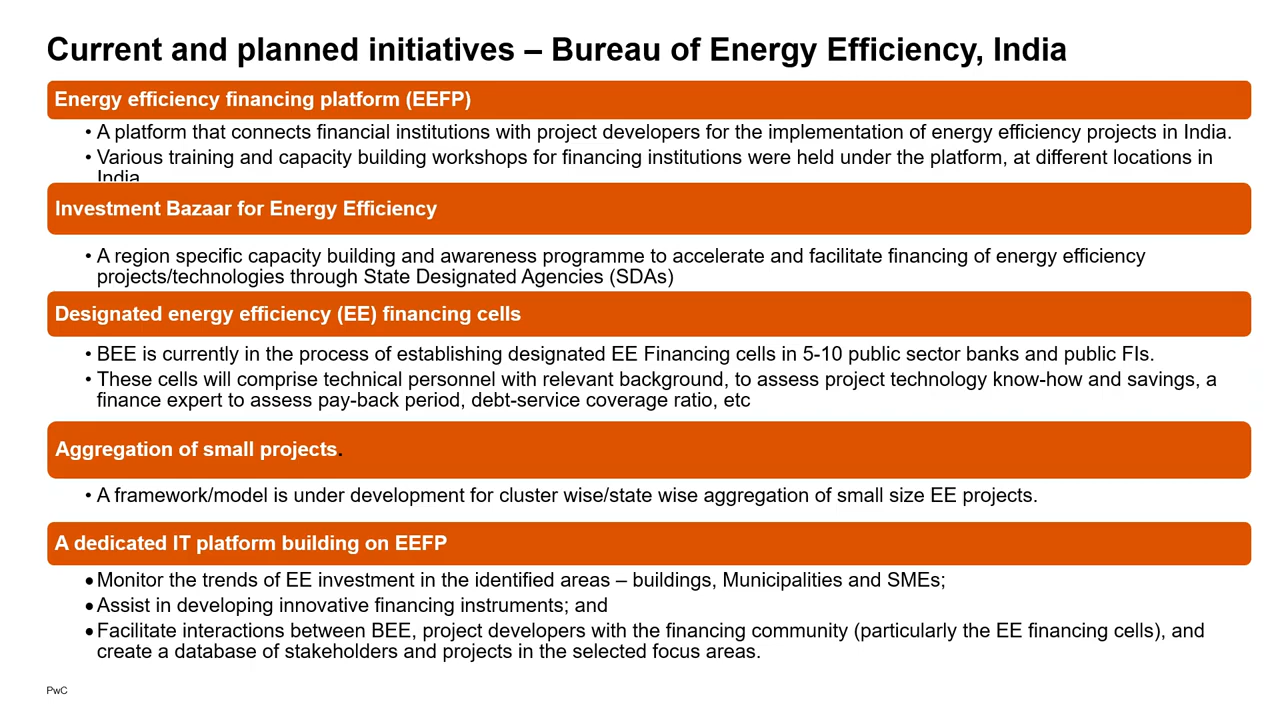 Current and planned initiatives – Bureau of Energy Efficiency, India
Energy efficiency financing platform (EEFP)
• A platform that connects financial institutions with project developers for the implementation of energy efficiency projects in India.
• Various training and capacity building workshops for financing institutions were held under the platform, at different locations in
India
Investment Bazaar for Energy Efficiency
• A region specific capacity building and awareness programme to accelerate and facilitate financing of energy efficiency
projects/technologies through State Designated Agencies (SDAs)
Designated energy efficiency (EE) financing cells
• BEE is currently in the process of establishing designated EE Financing cells in 5-10 public sector banks and public FIs.
• These cells will comprise technical personnel with relevant background, to assess project technology know-how and savings, a
finance expert to assess pay-back period, debt-service coverage ratio, etc
Aggregation of small projects.
• A framework/model is under development for cluster wise/state wise aggregation of small size EE projects.
A dedicated IT platform building on EEFP
• Monitor the trends of EE investment in the identified areas – buildings, Municipalities and SMEs;
• Assist in developing innovative financing instruments; and
• Facilitate interactions between BEE, project developers with the financing community (particularly the EE financing cells), and
create a database of stakeholders and projects in the selected focus areas.
PwC